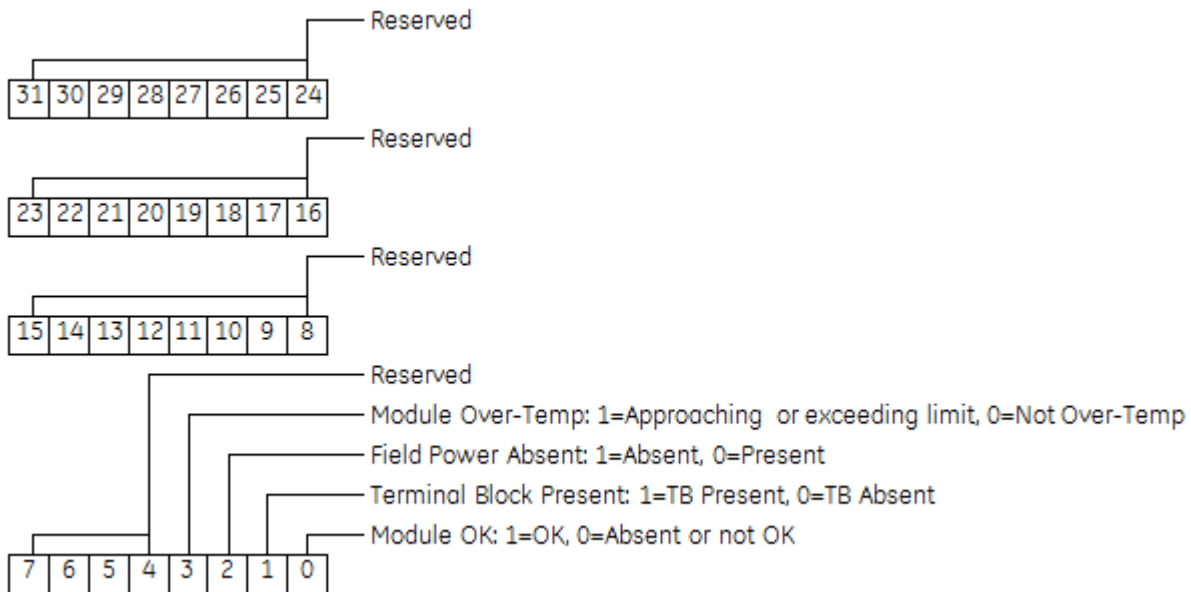 Reserved
31 30 29 28 27 26 25 24
Reserved
23 22 21 20 19 18 17 16
Reserved
15 14 13 12 11 10 9 8
Reserved
Module Over-Temp: 1=Approaching or exceeding limit, 0=Not Over-Temp
Field Power Absent: 1=Absent, 0=Present
Terminal Block Present: 1=TB Present, 0=TB Absent
Module OK: 1=OK, 0=Absent or not OK
7 6 5 4 3 2 1 0